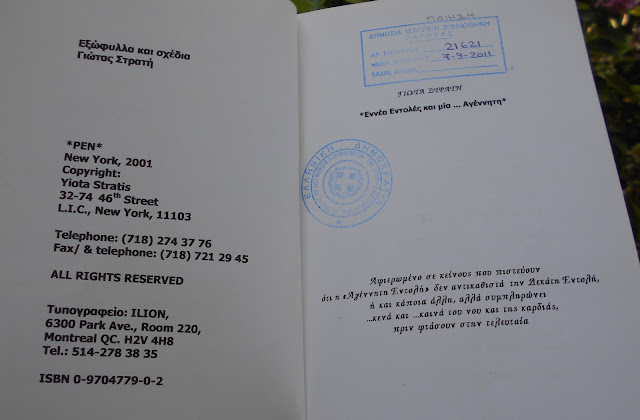 Εξώφυλλα και σχέδια
Γιώτας Στρατή
*PEN*
New York, 2001
Copyright:
Yiota Stratis
32-74 46th Street
L.I.C., New York, 11103
Telephone: (718) 274 37 76
Fax/ & telephone: (718) 721 29 45
ALL RIGHTS RESERVED
Τυπογραφείο: ILION,
6300 Park Ave., Room 220,
Montreal QC. H2V 4H8
Tel.: 514-278 38 35
ISBN 0-9704779-0-2
ΠΟΙΗΣΗ
ΔΗΜΟΣΙΑ ΙΣΤΟΡΙΚΗ ΒΙΒΛΙΟΘΗΚΗ
ΖΑΓΟΡΑΣ
21621
7-9-2011
ΓΙΩΤΑ ΣΤΡΑΤΗ
*Εννέα Εντολές και μία ... Αγέννητη*
ΕΛΛΗΝΙΚΗ ΔΗΜΟΚΡΑΤΙΑ
Αφιερωμένο σε κείνους που πιστεύουν
ότι η «Αγέννητη Εντολή» δεν αντικαθιστά την Δεκάτη Εντολή,
ή και κάποια άλλη, αλλά συμπληρώνει
...κενά και ...καινά του νου και της καρδιάς,
πριν φτάσουν στην τελευταία